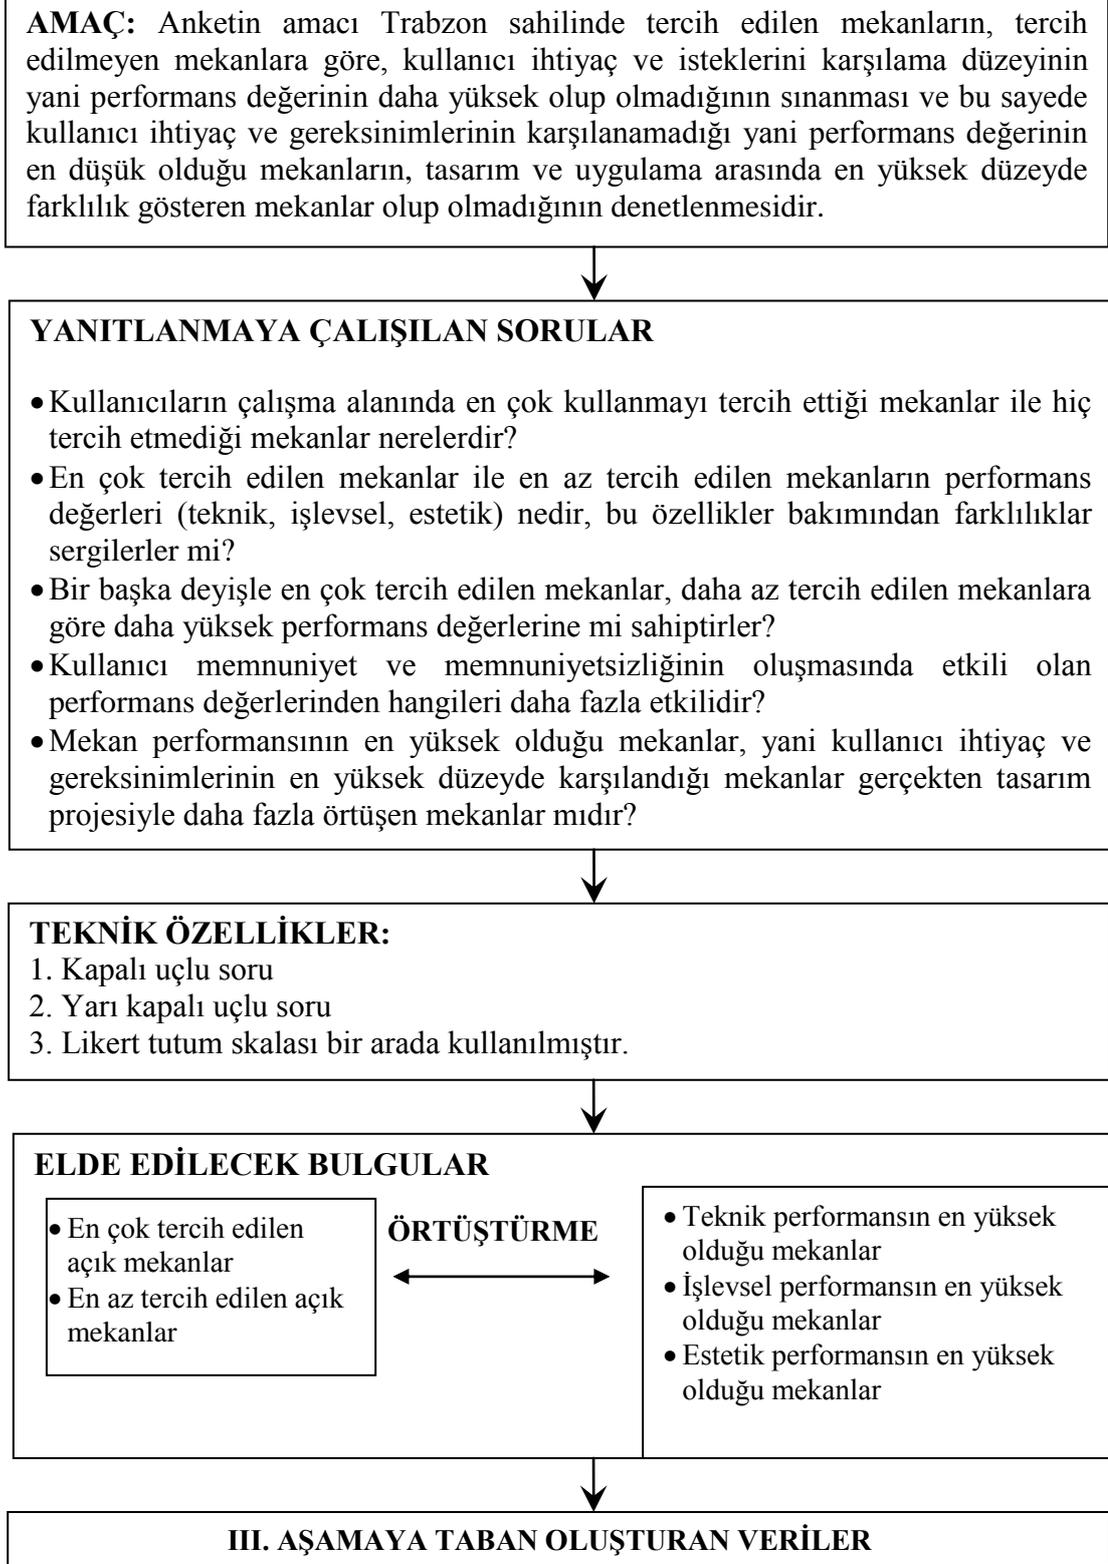 AMAÇ: Anketin amacı Trabzon sahilinde tercih edilen mekanların, tercih
edilmeyen mekanlara göre, kullanıcı ihtiyaç ve isteklerini karşılama düzeyinin
yani performans değerinin daha yüksek olup olmadığının sınanması ve bu sayede
kullanıcı ihtiyaç ve gereksinimlerinin karşılanamadığı yani performans değerinin
en düşük olduğu mekanların, tasarım ve uygulama arasında en yüksek düzeyde
farklılık gösteren mekanlar olup olmadığının denetlenmesidir.
YANITLANMAYA ÇALIŞILAN SORULAR
• Kullanıcıların çalışma alanında en çok kullanmayı tercih ettiği mekanlar ile hiç
tercih etmediği mekanlar nerelerdir?
• En çok tercih edilen mekanlar ile en az tercih edilen mekanların performans
değerleri (teknik, işlevsel, estetik) nedir, bu özellikler bakımından farklılıklar
sergilerler mi?
• Bir başka deyişle en çok tercih edilen mekanlar, daha az tercih edilen mekanlara
göre daha yüksek performans değerlerine mi sahiptirler?
• Kullanıcı memnuniyet ve memnuniyetsizliğinin oluşmasında etkili olan
performans değerlerinden hangileri daha fazla etkilidir?
• Mekan performansının en yüksek olduğu mekanlar, yani kullanıcı ihtiyaç ve
gereksinimlerinin en yüksek düzeyde karşılandığı mekanlar gerçekten tasarım
projesiyle daha fazla örtüşen mekanlar mıdır?
TEKNİK ÖZELLİKLER:
1. Kapalı uçlu soru
2. Yarı kapalı uçlu soru
3. Likert tutum skalası bir arada kullanılmıştır.
ELDE EDİLECEK BULGULAR
• En çok tercih edilen
açık mekanlar
• En az tercih edilen açık
mekanlar
ÖRTÜŞTÜRME
• Teknik performansın en yüksek
olduğu mekanlar
• İşlevsel performansın en yüksek
olduğu mekanlar
• Estetik performansın en yüksek
olduğu mekanlar
III. AŞAMAYA TABAN OLUŞTURAN VERİLER